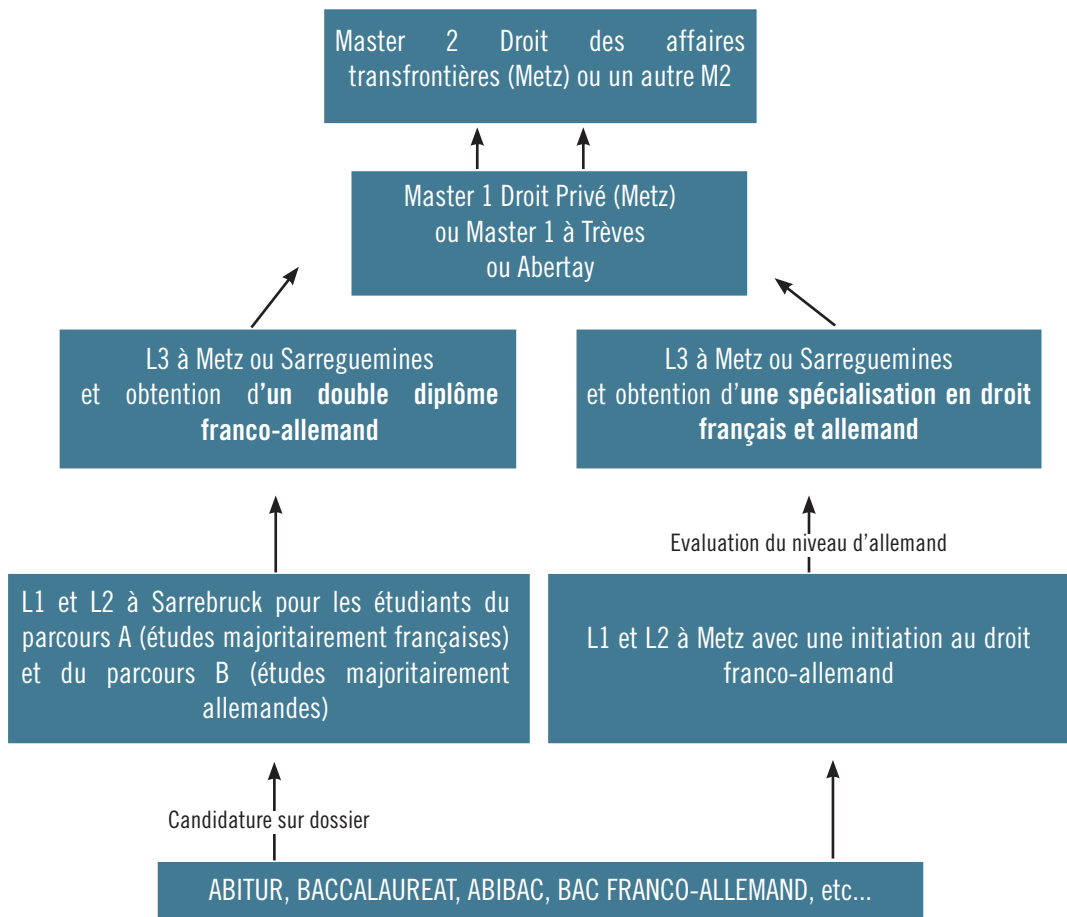 Master 2 Droit des affaires
transfrontières (Metz) ou un autre M2
Master 1 Droit Privé (Metz)
ou Master 1 à Trèves
ou Abertay
L3 à Metz ou Sarreguemines
et obtention d'un double diplôme
franco-allemand
L3 à Metz ou Sarreguemines
et obtention d'une spécialisation en droit
français et allemand
Evaluation du niveau d'allemand
L1 et L2 à Sarrebruck pour les étudiants du
parcours A (études majoritairement françaises)
et du parcours B (études majoritairement
allemandes)
L1 et L2 à Metz avec une initiation au droit
franco-allemand
Candidature sur dossier
ABITUR, BACCALAUREAT, ABIBAC, BAC FRANCO-ALLEMAND, etc...